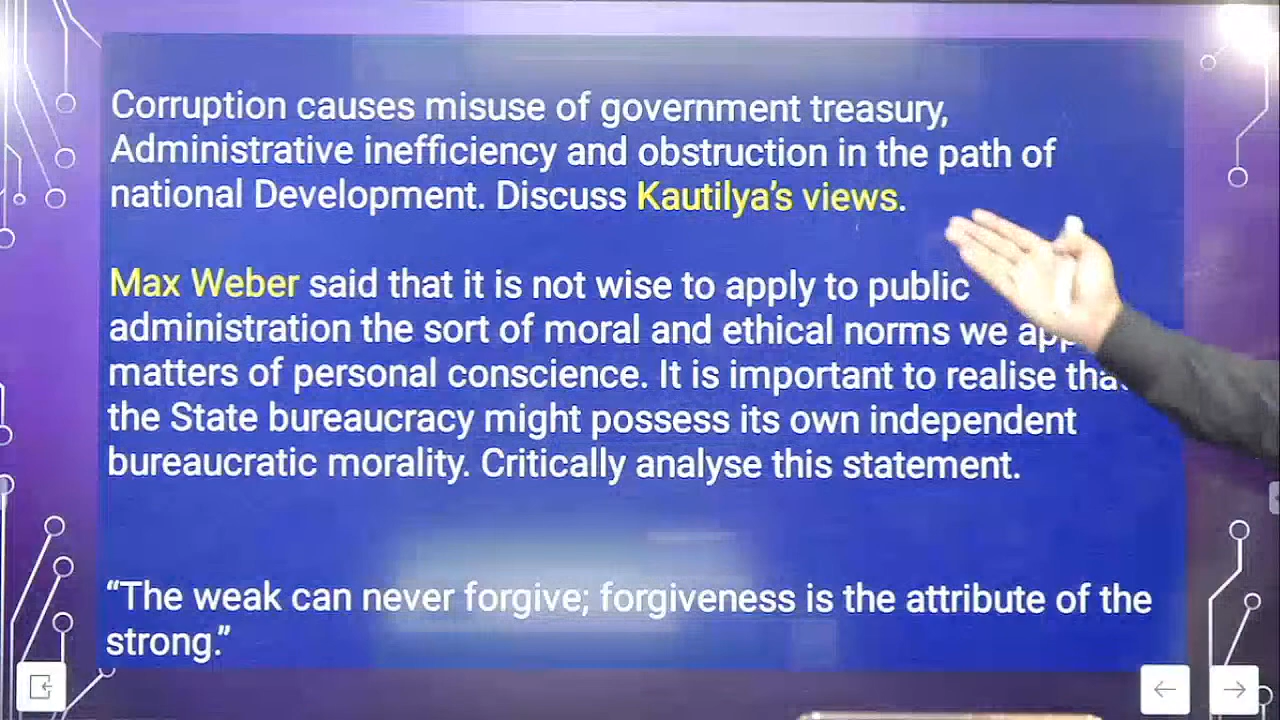 Corruption causes misuse of government treasury,
Administrative inefficiency and obstruction in the path of
national Development. Discuss Kautilya's views.
Max Weber said that it is not wise to apply to public
administration the sort of moral and ethical norms we
matters of personal conscience. It is important to realise
the State bureaucracy might possess its own independent
bureaucratic morality. Critically analyse this statement.
“The weak can never forgive; forgiveness is the attribute of the
strong.”